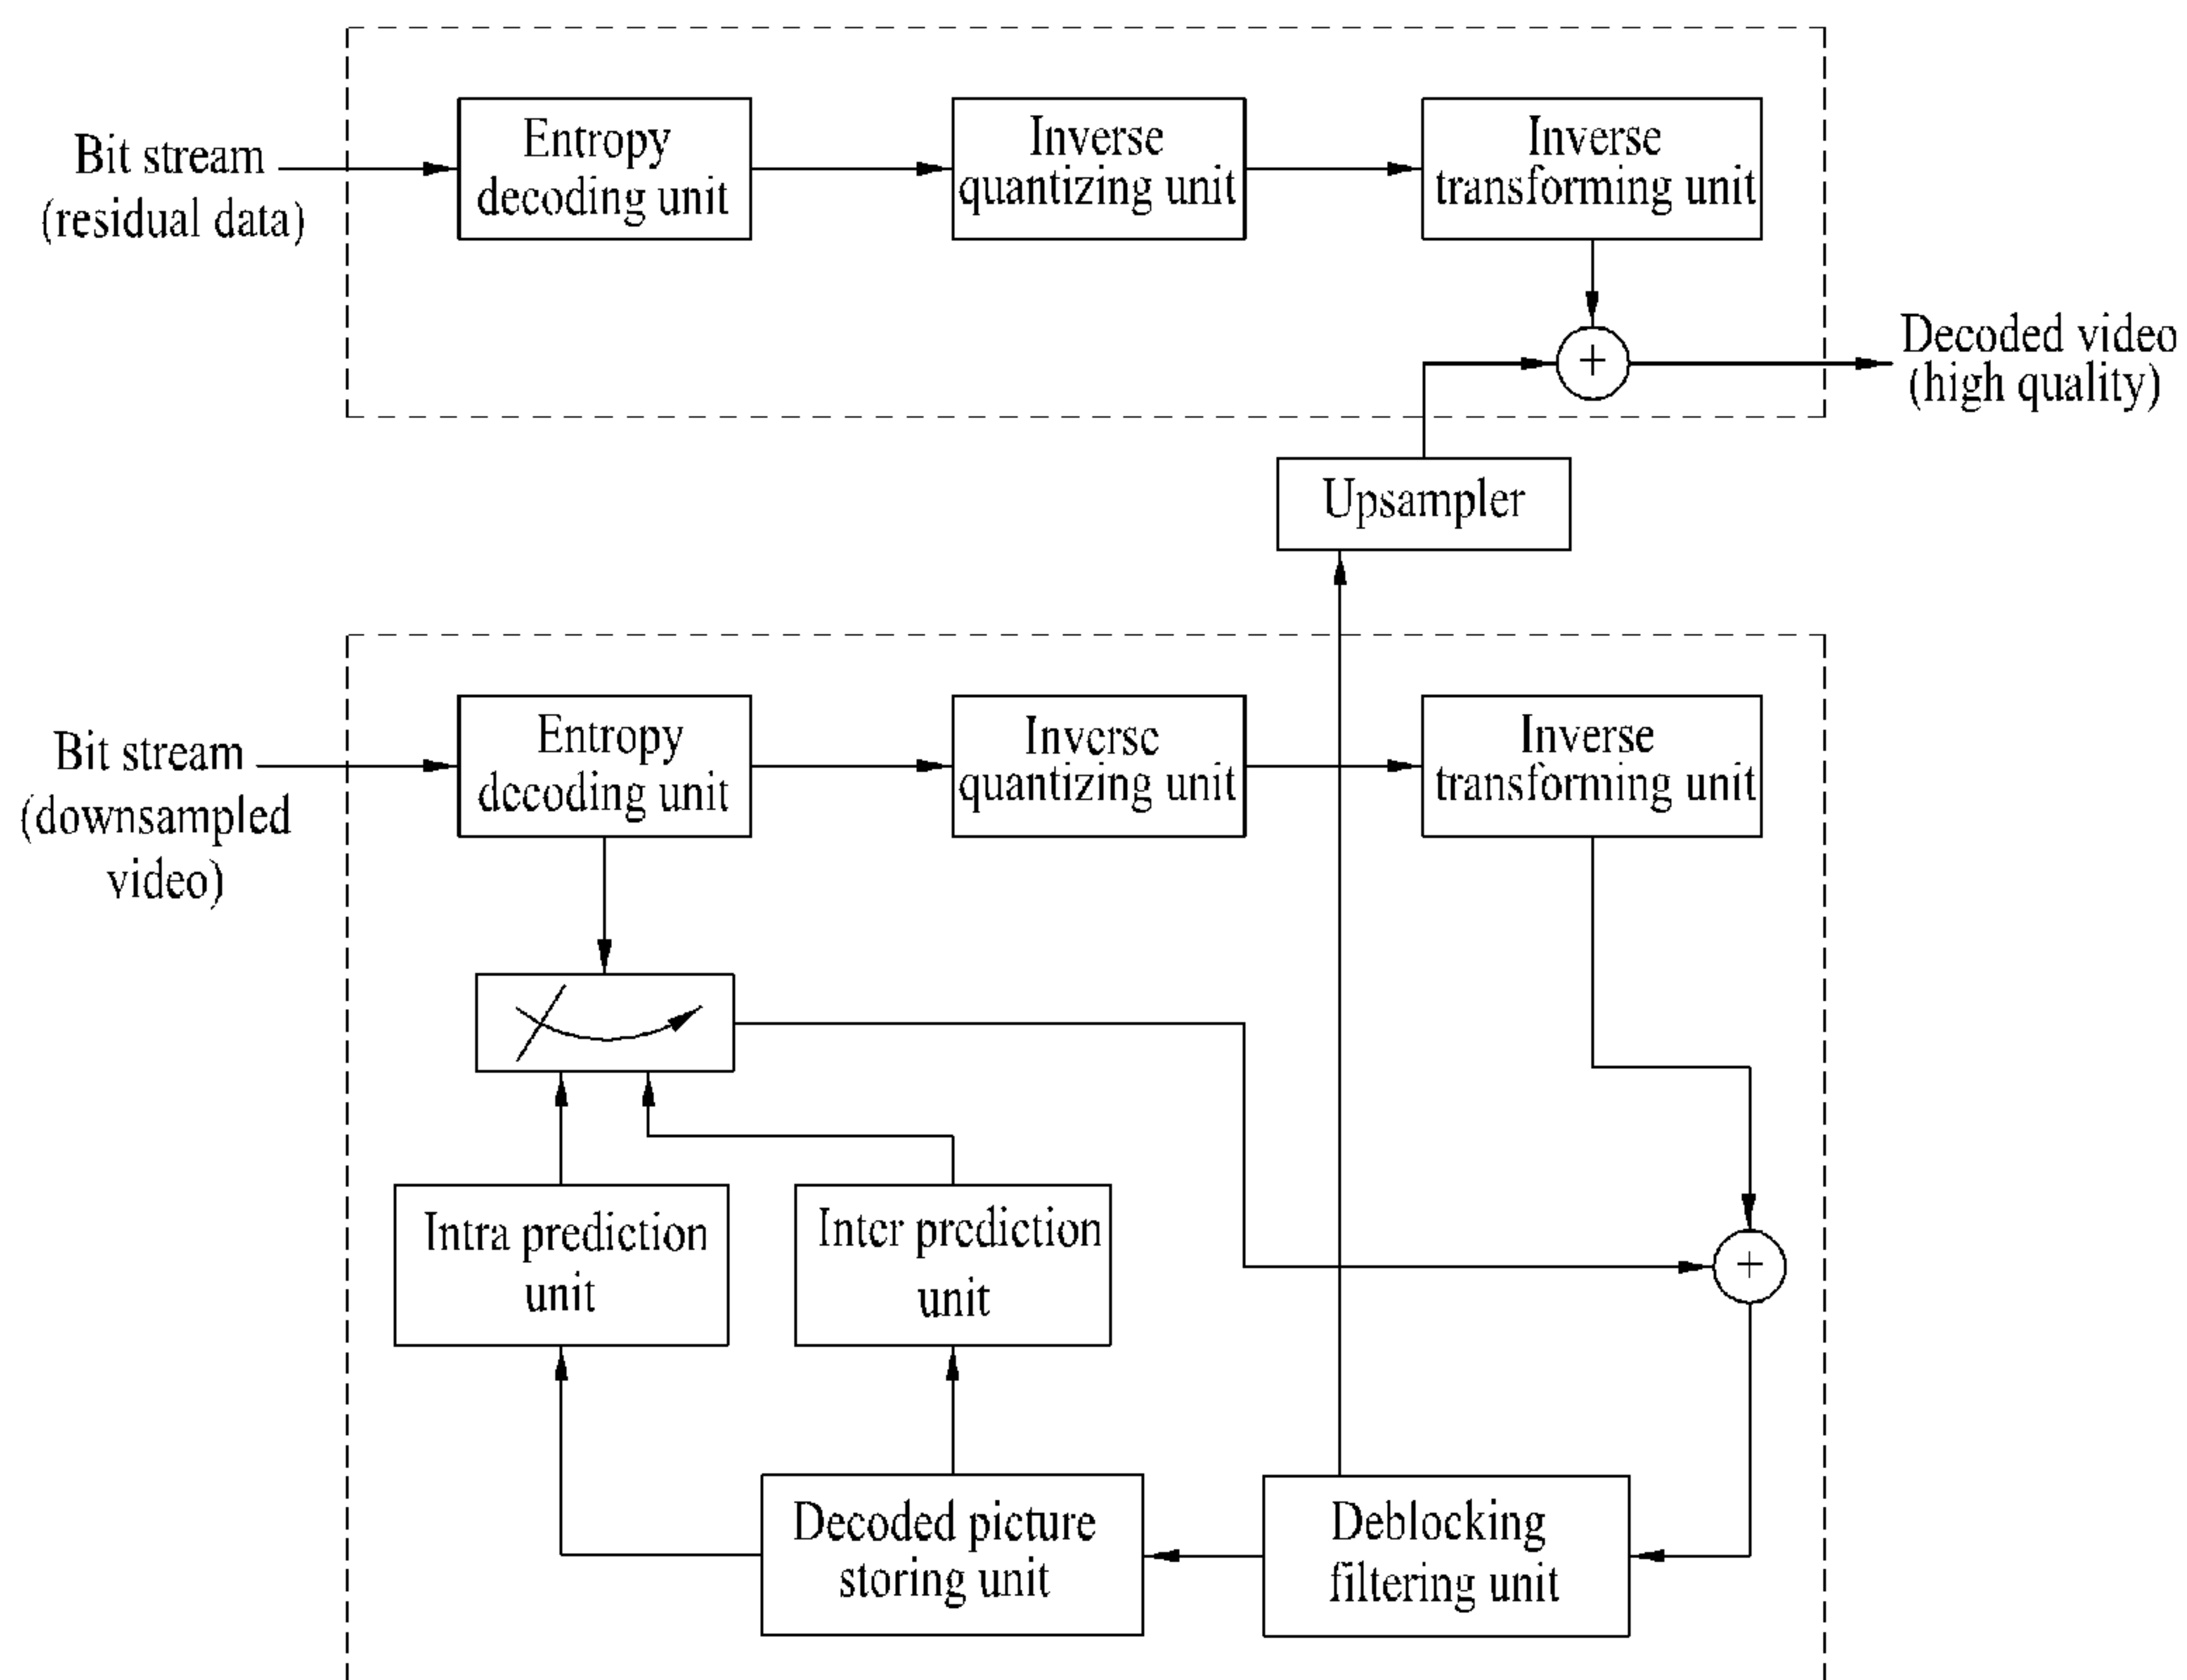 Bit stream
(residual data)
Entropy
decoding unit
Inverse
quantizing unit
Inverse
transforming unit
+
Decoded video
(high quality)
Upsampler
Bit stream
(downsampled
video)
Entropy
decoding unit
Inverse
quantizing unit
Inverse
transforming unit
Intra prediction
unit
Inter prediction
unit
+
Decoded picture
storing unit
Deblocking
filtering unit